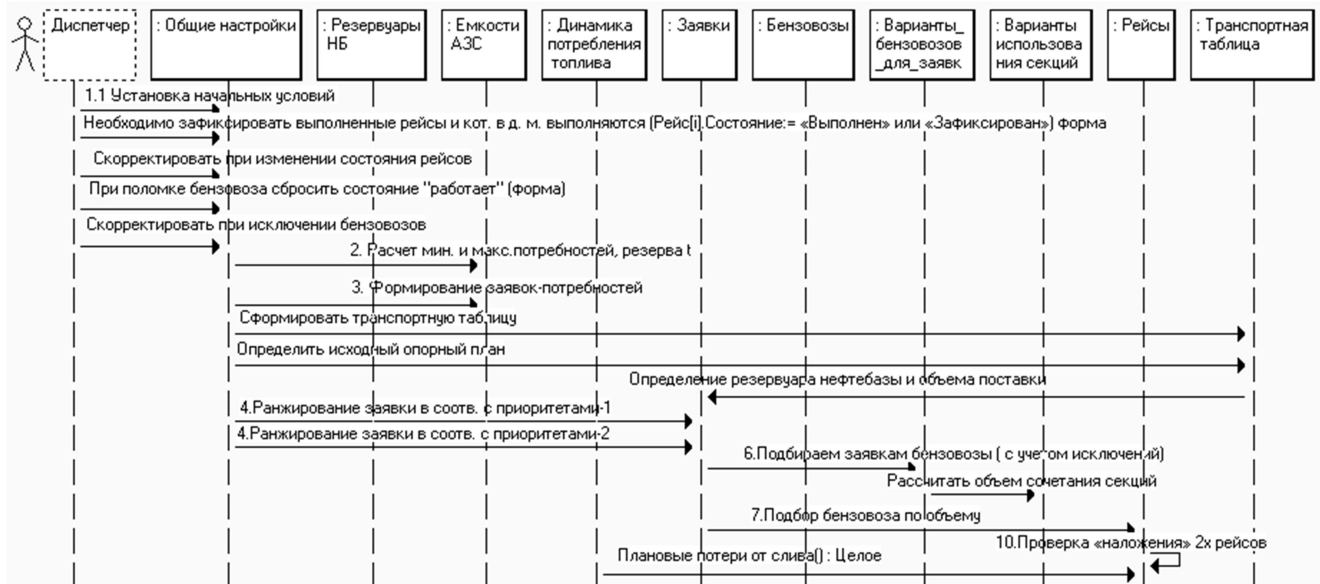 Диспетчер
: Общие настройки
: Резервуары
НБ
: Емкости
АЗС
: Динамика
потребления
топлива
: Заявки
: Бензовозы
: Варианты_
бензовозов
_для_заявк
: Варианты
использова
ния секций
: Рейсы
: Транспортная
таблица
1.1 Установка начальных условий
Необходимо зафиксировать выполненные рейсы и кот. в д. м. выполняются (Рейс[i].Состояние:= «Выполнен» или «Зафиксирован») форма
Скорректировать при изменении состояния рейсов
При поломке бензовоза сбросить состояние "работает" (форма)
Скорректировать при исключении бензовозов
2. Расчет мин. и макс.потребностей, резерва t
3. Формирование заявок-потребностей
Сформировать транспортную таблицу
Определить исходный опорный план
Определение резервуара нефтебазы и объема поставки
4.Ранжирование заявки в соотв. с приоритетами-1
4.Ранжирование заявки в соотв. с приоритетами-2
6.Подбираем заявкам бензовозы ( с учетом исключений)
Рассчитать объем сочетания секций
7.Подбор бензовоза по объему
10.Проверка «наложения» 2х рейсов
Плановые потери от слива() : Целое